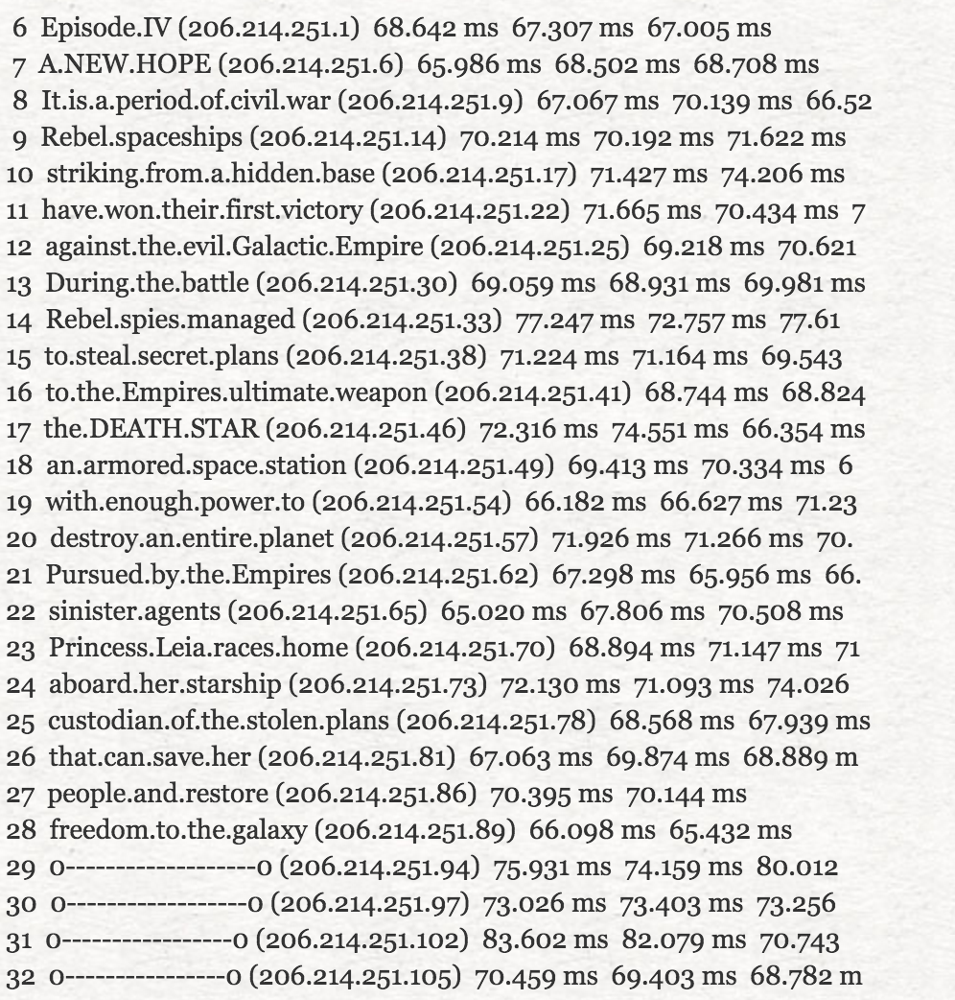 6 Episode.IV (206.214.251.1) 68.642 ms 67.307 ms 67.005 ms
7 A.NEW.HOPE (206.214.251.6) 65.986 ms 68.502 ms 68.708 ms
8 It.is.a.period.of.civil.war (206.214.251.9) 67.067 ms 70.139 ms 66.52
9 Rebel.spaceships (206.214.251.14) 70.214 ms 70.192 ms 71.622 ms
10 striking.from.a.hidden.base (206.214.251.17) 71.427 ms 74.206 ms
11 have.won.their.first.victory (206.214.251.22) 71.665 ms 70.434 ms 7
12 against.the.evil.Galactic.Empire (206.214.251.25) 69.218 ms 70.621
13 During.the.battle (206.214.251.30) 69.059 ms 68.931 ms 69.981 ms
14 Rebel.spies.managed (206.214.251.33) 77.247 ms 72.757 ms 77.61
15 to.steal.secret.plans (206.214.251.38) 71.224 ms 71.164 ms 69.543
16 to.the.Empires.ultimate.weapon (206.214.251.41) 68.744 ms 68.824
17 the.DEATH.STAR (206.214.251.46) 72.316 ms 74.551 ms 66.354 ms
18 an.armored.space.station (206.214.251.49) 69.413 ms 70.334 ms 6
19 with.enough.power.to (206.214.251.54) 66.182 ms 66.627 ms 71.23
20 destroy.an.entire.planet (206.214.251.57) 71.926 ms 71.266 ms 70.
21 Pursued.by.the.Empires (206.214.251.62) 67.298 ms 65.956 ms 66.
22 sinister.agents (206.214.251.65) 65.020 ms 67.806 ms 70.508 ms
23 Princess.Leia.races.home (206.214.251.70) 68.894 ms 71.147 ms 71
24 aboard.her.starship (206.214.251.73) 72.130 ms 71.093 ms 74.026
25 custodian.of.the.stolen.plans (206.214.251.78) 68.568 ms 67.939 ms
26 that.can.save.her (206.214.251.81) 67.063 ms 69.874 ms 68.889 m
27 people.and.restore (206.214.251.86) 70.395 ms 70.144 ms
28 freedom.to.the.galaxy (206.214.251.89) 66.098 ms 65.432 ms
29 0-------------------0 (206.214.251.94) 75.931 ms 74.159 ms 80.012
30 0------------------0 (206.214.251.97) 73.026 ms 73.403 ms 73.256
31 0-----------------0 (206.214.251.102) 83.602 ms 82.079 ms 70.743
32 0----------------0 (206.214.251.105) 70.459 ms 69.403 ms 68.782 m